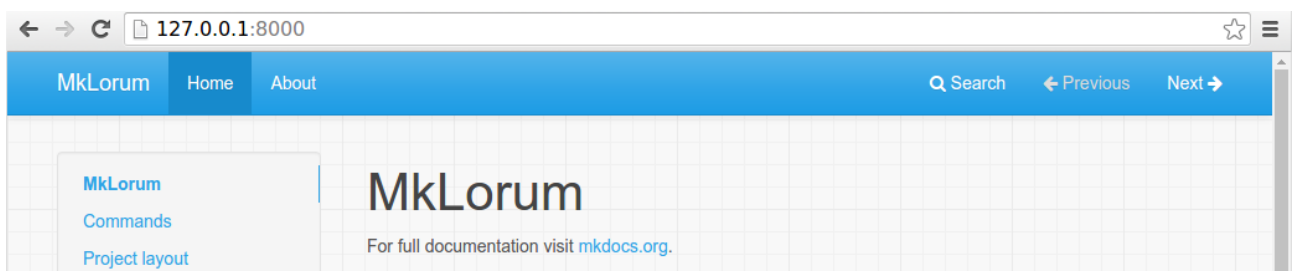 127.0.0.1:8000
MkLorum Home About Search Previous Next
MkLorum
Commands
Project layout
MkLorum
For full documentation visit mkdocs.org.